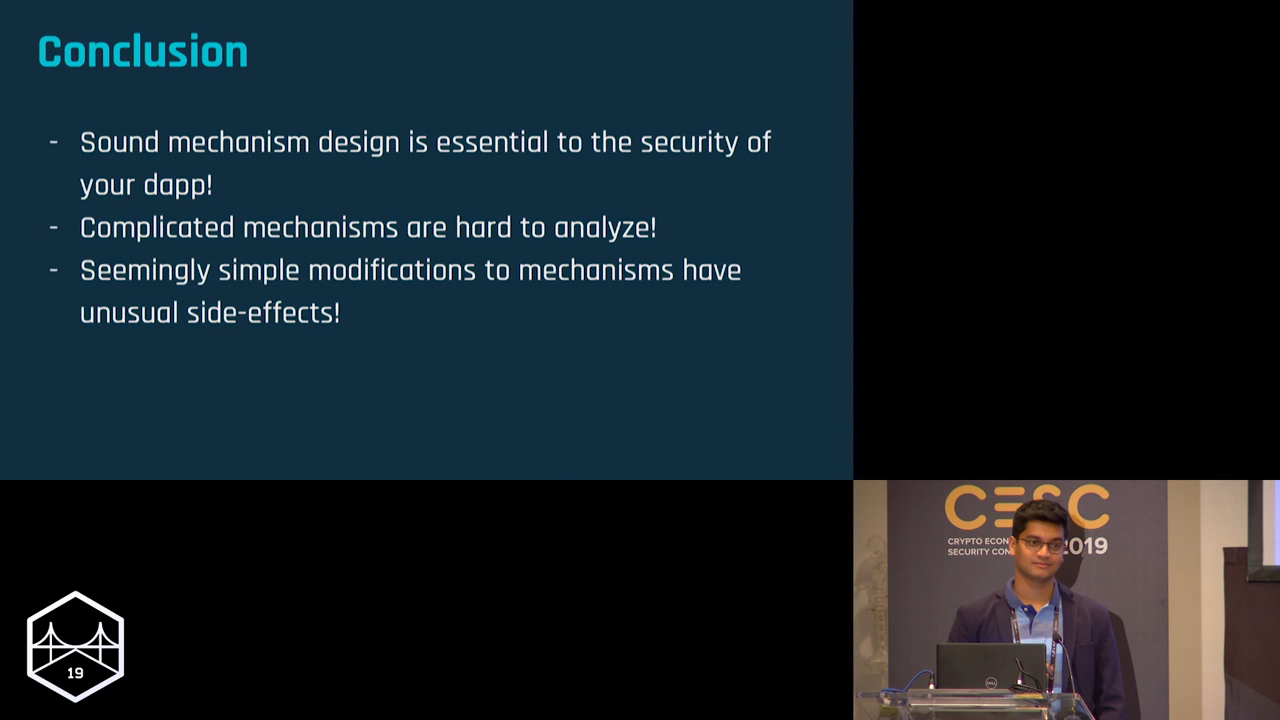 Conclusion
- Sound mechanism design is essential to the security of
your dapp!
- Complicated mechanisms are hard to analyze!
- Seemingly simple modifications to mechanisms have
unusual side-effects!
CESC
CRYPTO ECON 2019
SECURITY CON
DELL
19